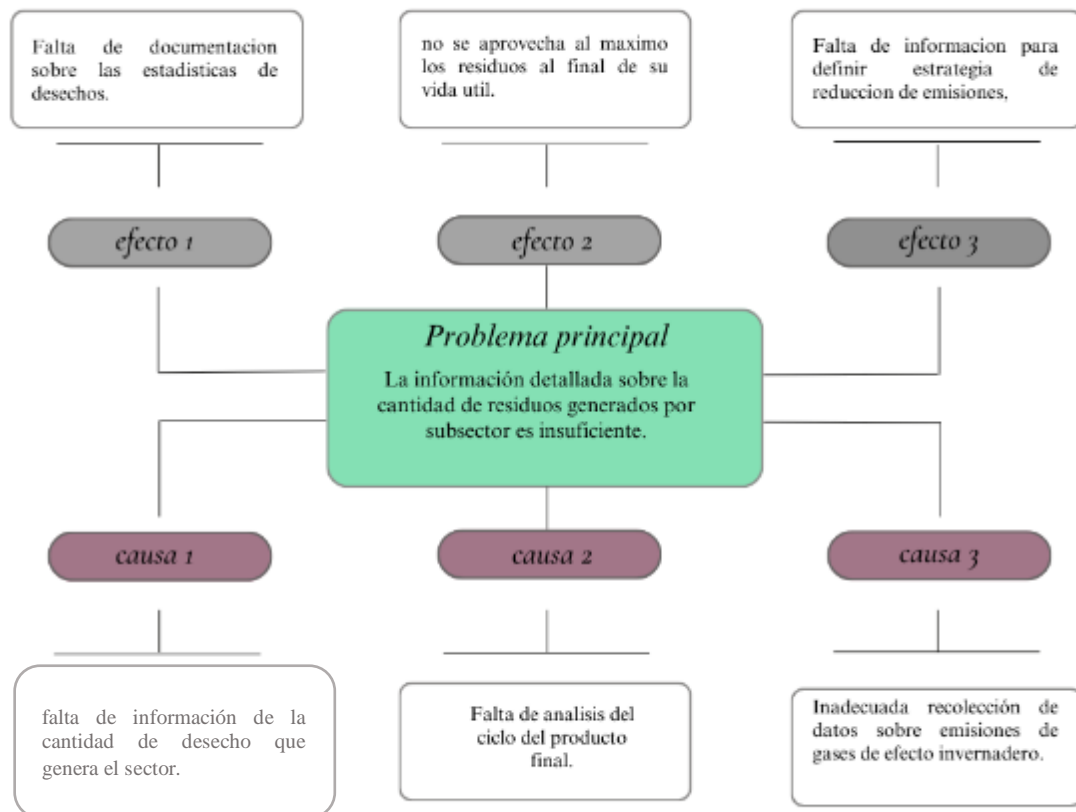 Falta de documentacion
sobre las estadisticas de
desechos.
no se aprovecha al maximo
los residuos al final de su
vida util.
Falta de informacion para
definir estrategia de
reduccion de emisiones,
efecto 1
efecto 2
efecto 3
Problema principal
La información detallada sobre la
cantidad de residuos generados por
subsector es insuficiente.
causa 1
causa 2
causa 3
falta de información de la
cantidad de desecho que
genera el sector.
Falta de analisis del
ciclo del producto
final.
Inadecuada recolección de
datos sobre emisiones de
gases de efecto invernadero.